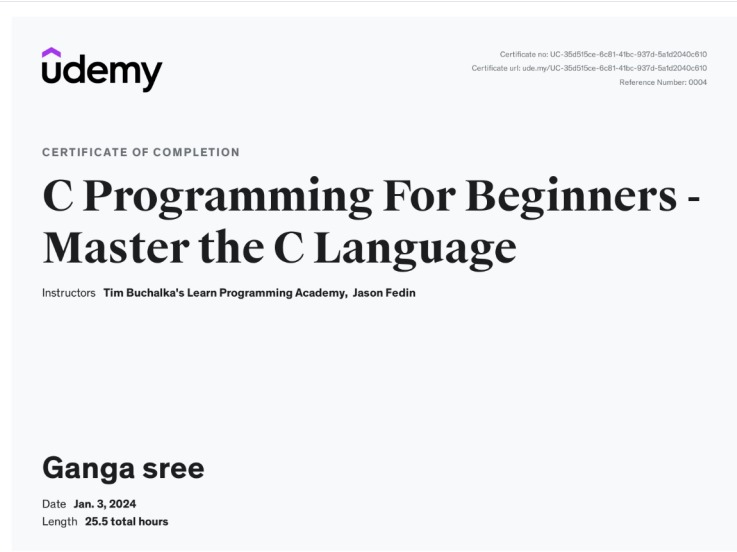 udemy
Certificate no: UC-35d515ce-6c81-41bc-937d-5a1d2040c610
Certificate url: ude.my/UC-35d515ce-6c81-41bc-937d-5a1d2040c610
Reference Number: 0004
CERTIFICATE OF COMPLETION
C Programming For Beginners -
Master the C Language
Instructors Tim Buchalka's Learn Programming Academy, Jason Fedin
Ganga sree
Date Jan. 3, 2024
Length 25.5 total hours